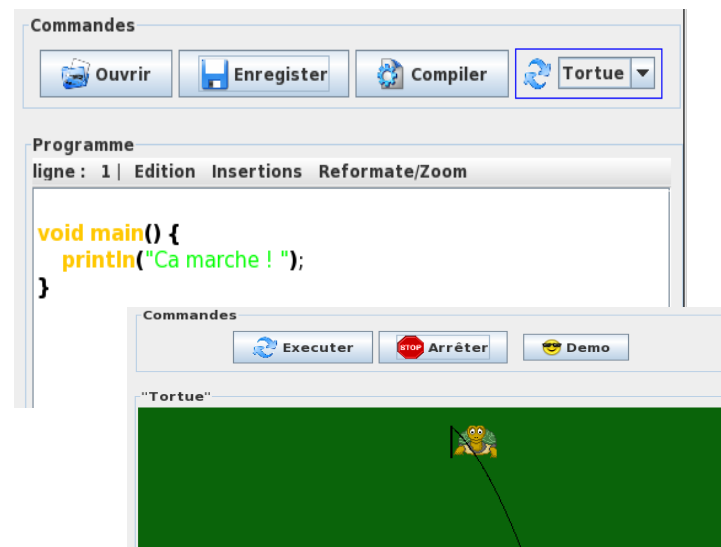 Commandes
Ouvrir Enregister Compiler Tortue
Programme
ligne : 1 | Edition Insertions Reformate/Zoom
void main() {
println("Ca marche ! ");
}
Commandes
Executer STOP Arrêter Demo
"Tortue"